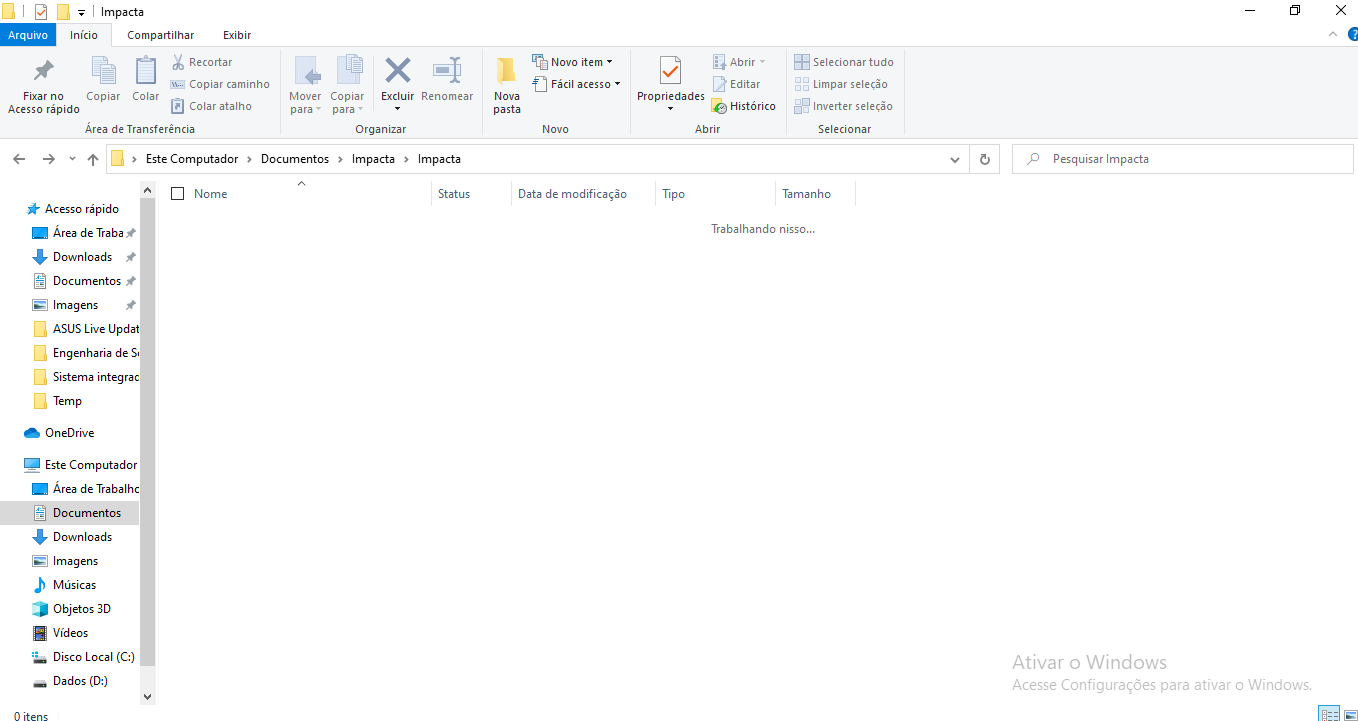 Impacta
Arquivo Início Compartilhar Exibir
Fixar no
Acesso rápido
Copiar
Colar
Recortar
Copiar caminho
Colar atalho
Área de Transferência
Mover
para
Copiar
para
Excluir
Renomear
Organizar
Nova
pasta
Novo item
Fácil acesso
Novo
Propriedades
Abrir
Editar
Histórico
Abrir
Selecionar tudo
Limpar seleção
Inverter seleção
Selecionar
Este Computador > Documentos > Impacta > Impacta
Pesquisar Impacta
Nome Status Data de modificação Tipo Tamanho
Trabalhando nisso...
Acesso rápido
Área de Traba
Downloads
Documentos
Imagens
ASUS Live Updat
Engenharia de S
Sistema integrad
Temp
OneDrive
Este Computador
Área de Trabalho
Documentos
Downloads
Imagens
Músicas
Objetos 3D
Vídeos
Disco Local (C:)
Dados (D:)
Ativar o Windows
Acesse Configurações para ativar o Windows.
0 itens